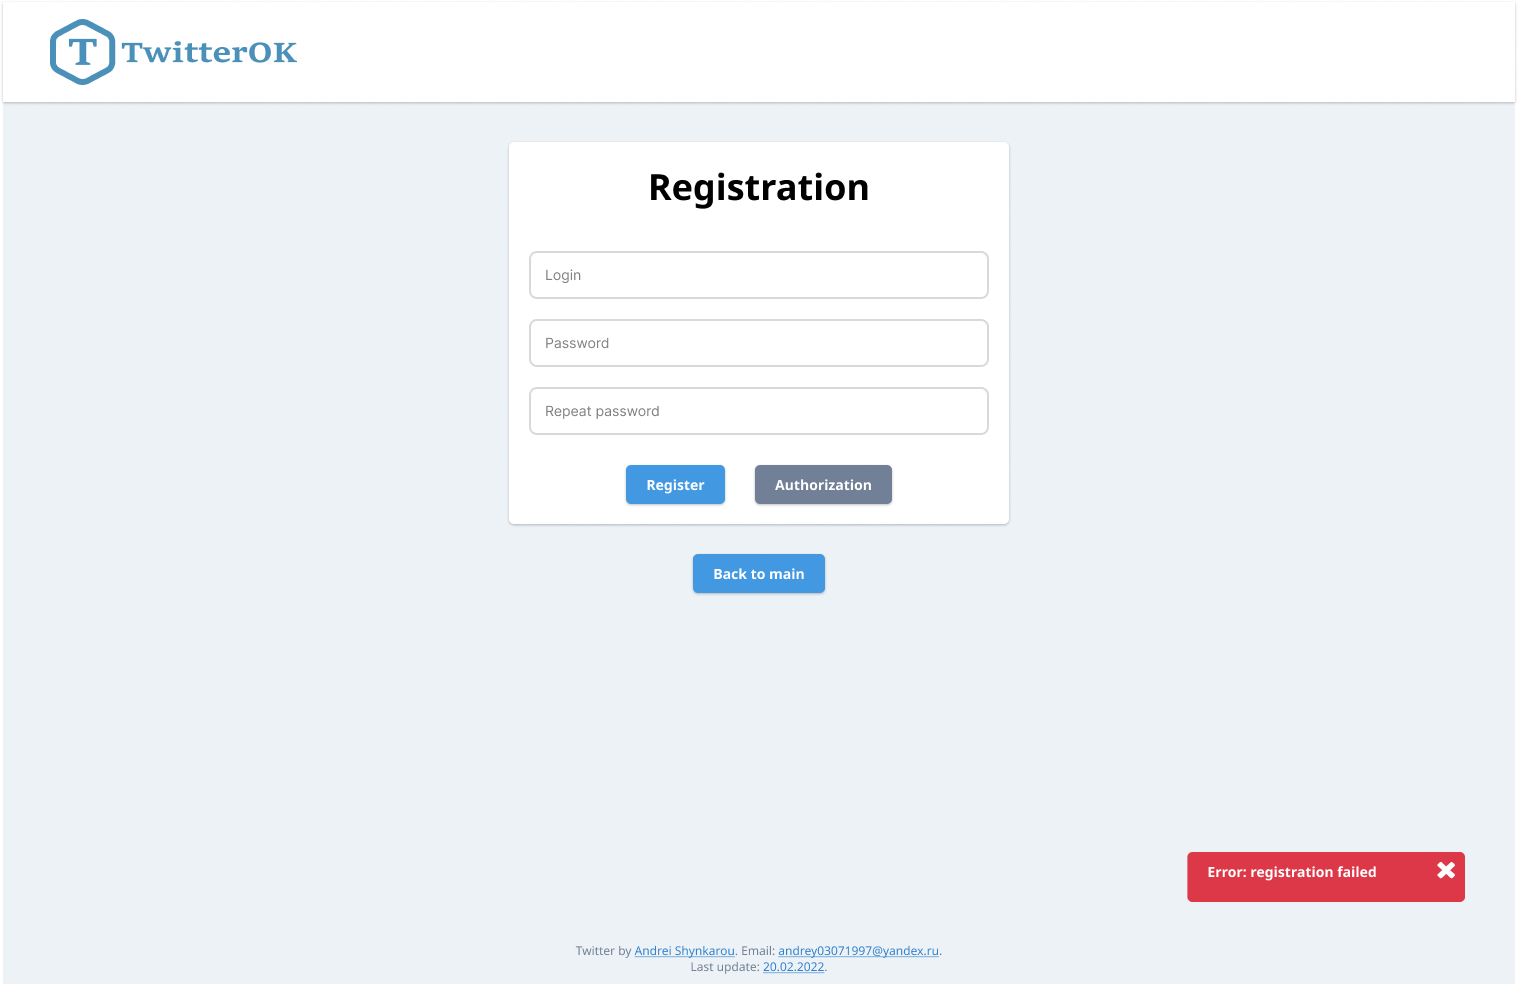 T TwitterOK
Registration
Login
Password
Repeat password
Register Authorization
Back to main
Error: registration failed
Twitter by Andrei Shynkarou. Email: andrey03071997@yandex.ru.
Last update: 20.02.2022.